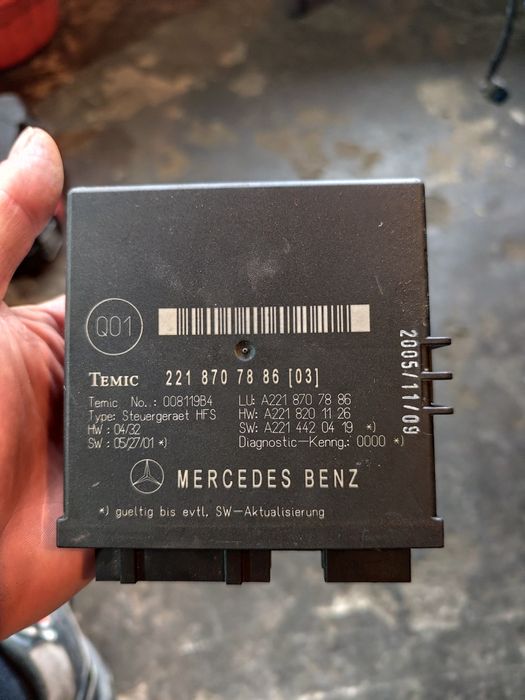 Q01
TEMIC 221 870 78 86 [03]
Temic No.: 008119B4
Type: Steuergeraet HFS
HW : 04/32
SW : 05/27/01 *)
LU: A221 870 78 86
HW: A221 820 11 26
SW: A221 442 04 19 *)
Diagnostic-Kenng.: 0000 *)
MERCEDES BENZ
*) gueltig bis evtl. SW-Aktualisierung
2005/11/09